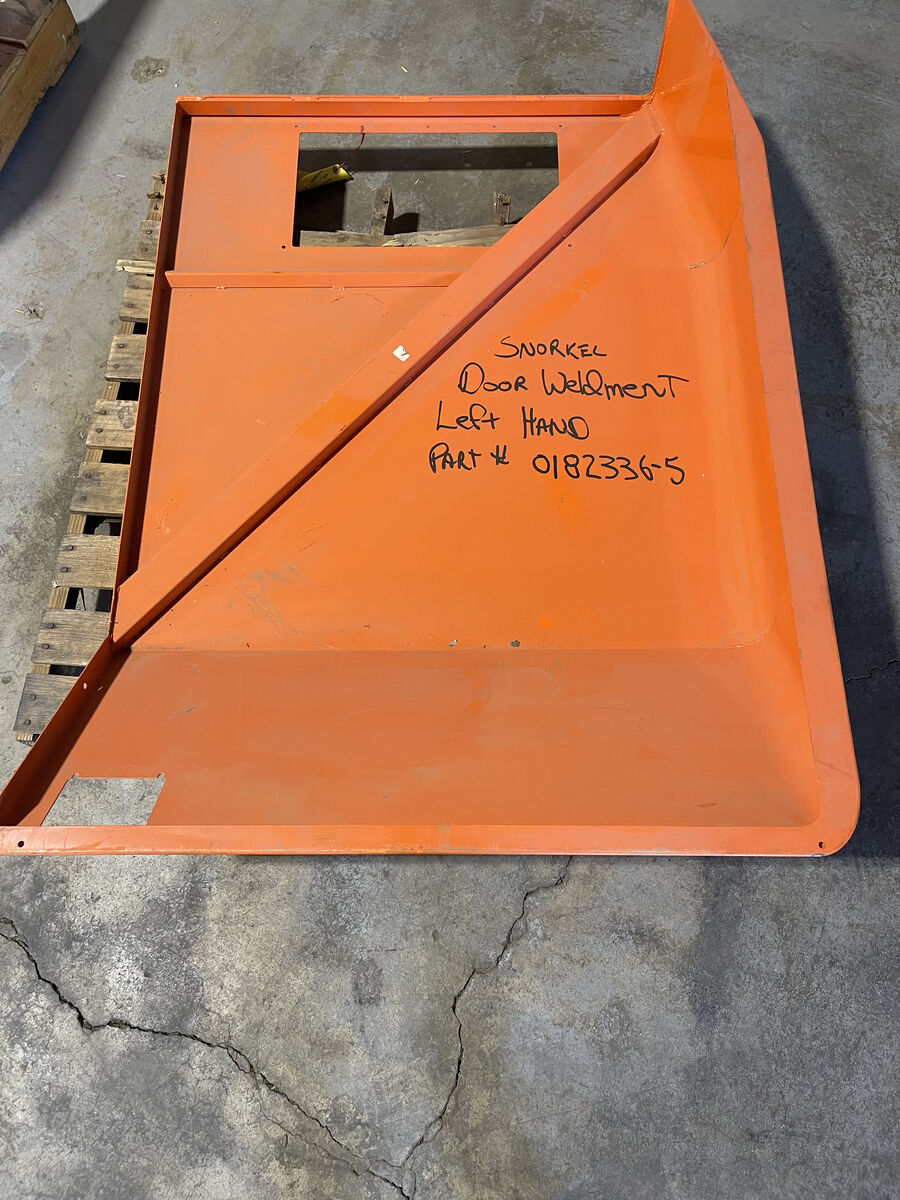 SNORKEL
Door Weldment
Left HAND
PART # 0182336-5